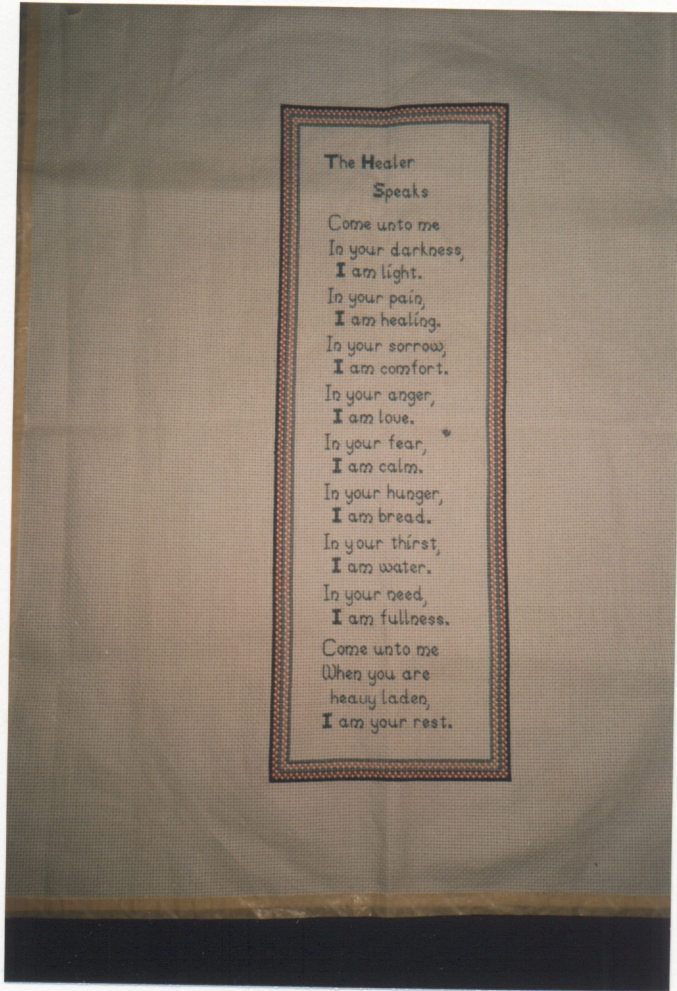 The Healer
Speaks
Come unto me
In your darkness,
I am light.
In your pain,
I am healing.
In your sorrow,
I am comfort.
In your anger,
I am love.
In your fear,
I am calm.
In your hunger,
I am bread.
In your thirst,
I am water.
In your need,
I am fullness.
Come unto me
When you are
heavy laden,
I am your rest.